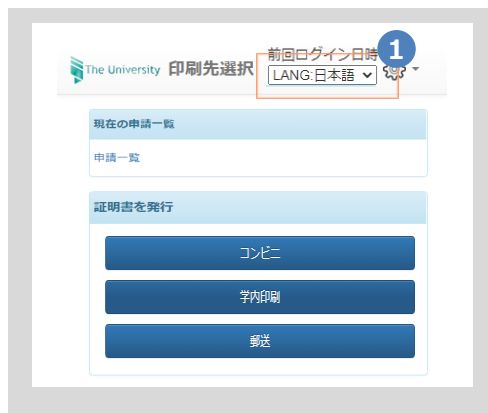 前回ログイン日時
1
The University 印刷先選択
LANG:日本語
現在の申請一覧
申請一覧
証明書を発行
コンビニ
学内印刷
郵送